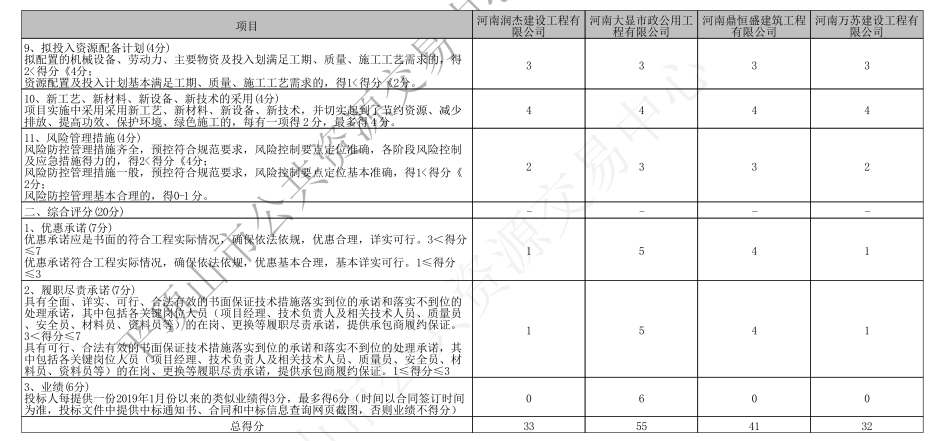 项目 河南润杰建设工程有 河南大显市政公用工 河南鼎恒盛建筑工程 河南万苏建设工程有
限公司 程有限公司 有限公司 限公司
9、拟投入资源配备计划(4分)
拟配置的机械设备、劳动力、主要物资及投入划满足工期、质量、施工工艺需求的，得
2<得分《4分;
资源配置及投入计划基本满足工期、质量、施工工艺需求的，得1<得分《2分。
3 3 3 3
10、新工艺、新材料、新设备、新技术的采用(4分)
项目实施中采用采用新工艺、新材料、新设备、新技术，并切实起到了节约资源、减少
排放、提高功效、保护环境、绿色施工的，每有一项得2分，最多得4分。
4 4 4 4
11、风险管理措施(4分)
风险防控管理措施齐全，预控符合规范要求，风险控制要点定位准确，各阶段风险控制
及应急措施得力的，得2<得分《4分;
风险防控管理措施一般，预控符合规范要求，风险控制要点定位基本准确，得1<得分《
2分;
风险防控管理基本合理的，得0-1分。
2 3 3 2
二、综合评分(20分) – – – –
1、优惠承诺(7分)
优惠承诺应是书面的符合工程实际情况，确保依法依规，优惠合理，详实可行。3＜得分
≤7
优惠承诺符合工程实际情况，确保依法依规，优惠基本合理，基本详实可行。1≤得分
≤3
1 5 4 1
2、履职尽责承诺(7分)
具有全面、详实、可行、合法有效的书面保证技术措施落实到位的承诺和落实不到位的
处理承诺，其中包括各关键岗位人员（项目经理、技术负责人及相关技术人员、质量员
、安全员、材料员、资料员等)的在岗、更换等履职尽责承诺，提供承包商履约保证。
3＜得分≤7
具有可行、合法有效的书面保证技术措施落实到位的承诺和落实不到位的处理承诺，其
中包括各关键岗位人员（项目经理、技术负责人及相关技术人员、质量员、安全员、材
料员、资料员等）的在岗、更换等履职尽责承诺，提供承包商履约保证。1≤得分≤3
1 5 4 1
3、业绩(6分)
投标人每提供一份2019年1月份以来的类似业绩得3分，最多得6分（时间以合同签订时间
为准，投标文件中提供中标通知书、合同和中标信息查询网页截图，否则业绩不得分）
0 6 0 0
总得分 33 55 41 32
平顶山市公共资源交易中心